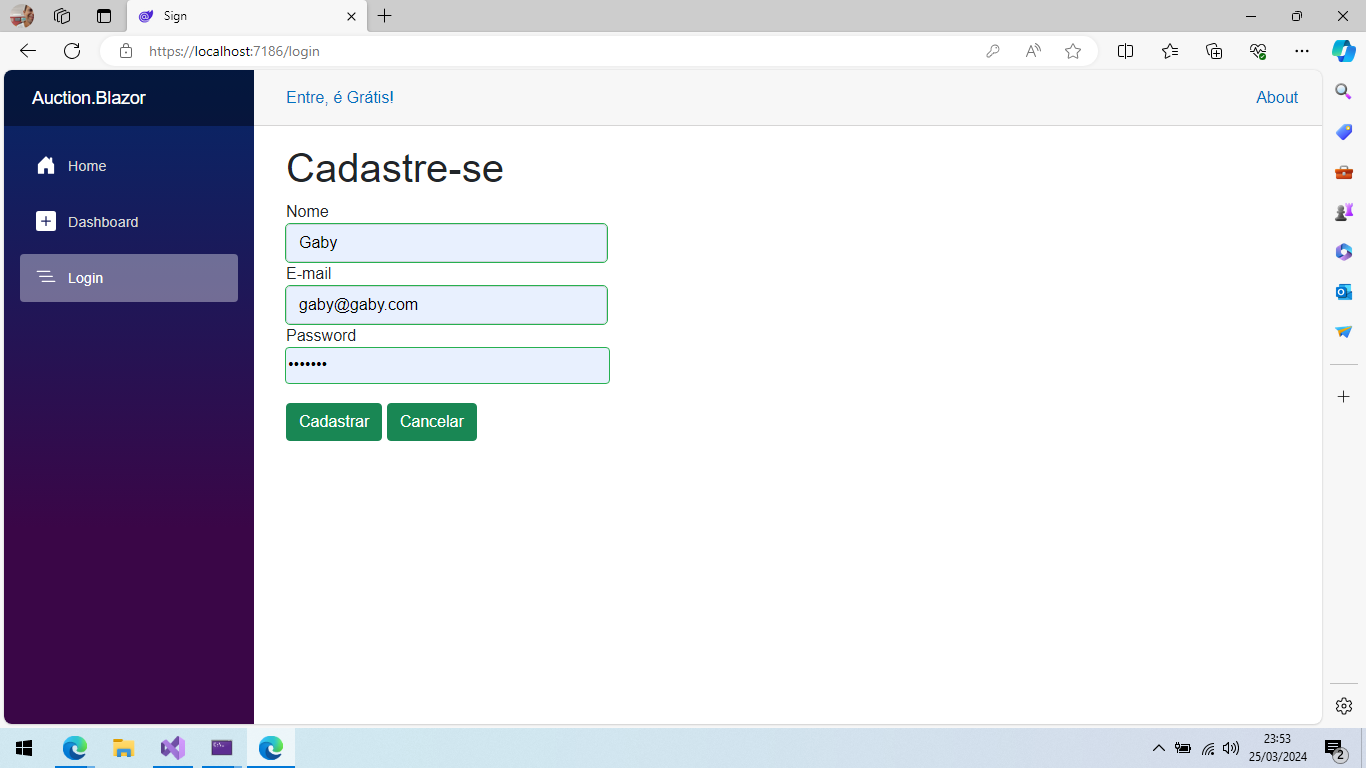 Sign
https://localhost:7186/login
Auction.Blazor
Entre, é Grátis!
About
Home
Dashboard
Login
Cadastre-se
Nome
Gaby
E-mail
gaby@gaby.com
Password
•••••••
Cadastrar
Cancelar
23:53
25/03/2024
2